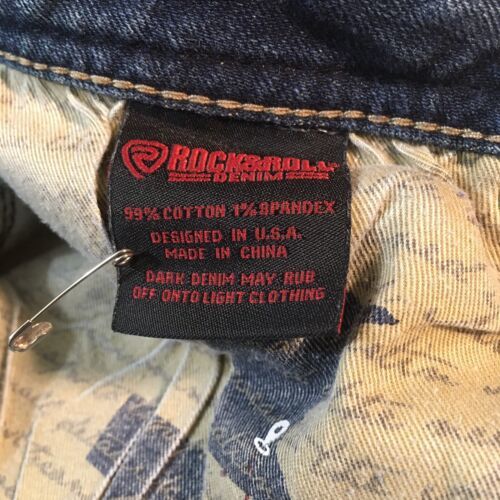 ROCK&ROLL
DENIM
99% COTTON 1% SPANDEX
DESIGNED IN U.S.A.
MADE IN CHINA
DARK DENIM MAY RUB
OFF ONTO LIGHT CLOTHING